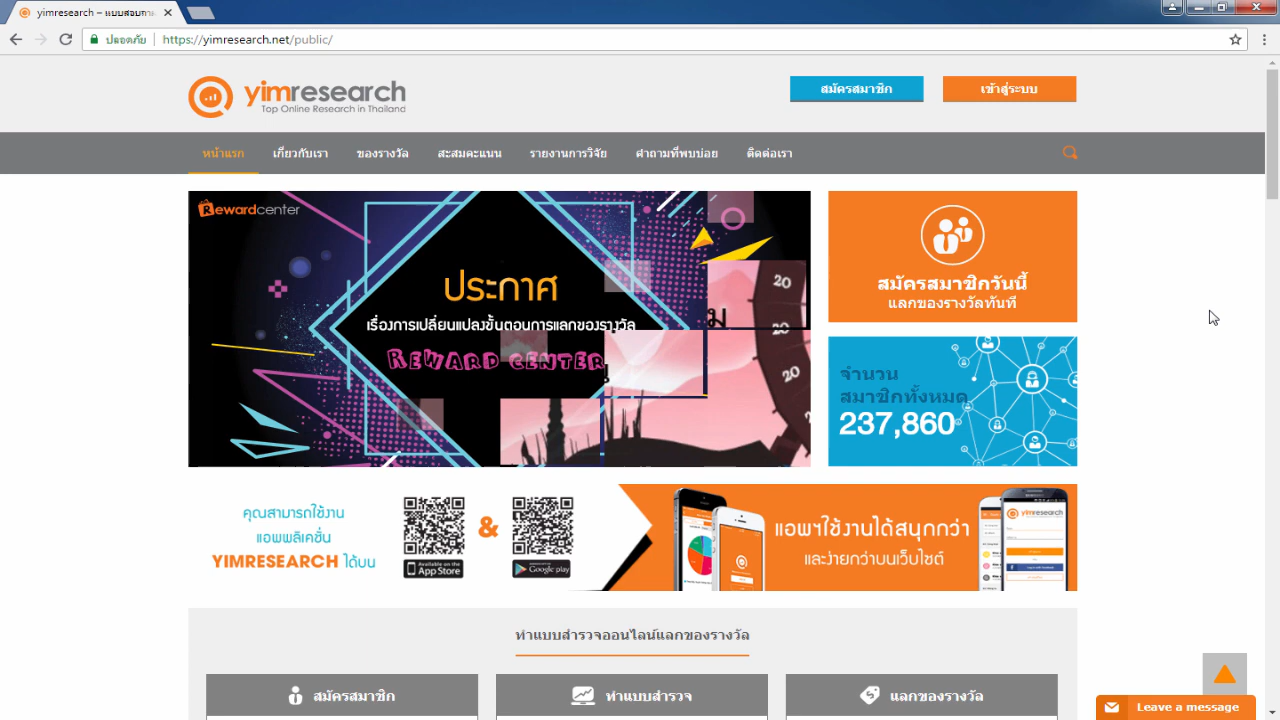 yimresearch – แบบสอบถาม
ปลอดภัย | https://yimresearch.net/public/
yimresearch
Top Online Research in Thailand
สมัครสมาชิก
เข้าสู่ระบบ
หน้าแรก เกี่ยวกับเรา ของรางวัล สะสมคะแนน รายงานการวิจัย คำถามที่พบบ่อย ติดต่อเรา
Rewardcenter
ประกาศ
เรื่องการเปลี่ยนแปลงขั้นตอนการแลกของรางวัล
REWARD CENTER
20
20
20
สมัครสมาชิกวันนี้
แลกของรางวัลทันที
จำนวน
สมาชิกทั้งหมด
237,860
คุณสามารถใช้งาน
แอพพลิเคชั่น
YIMRESEARCH ได้บน
&
Available on the
App Store
Google play
แอพฯใช้งานได้สนุกกว่า
และง่ายกว่าบนเว็บไซต์
yimresearch
ทำแบบสำรวจออนไลน์แลกของรางวัล
สมัครสมาชิก
ทำแบบสำรวจ
แลกของรางวัล
Leave a message